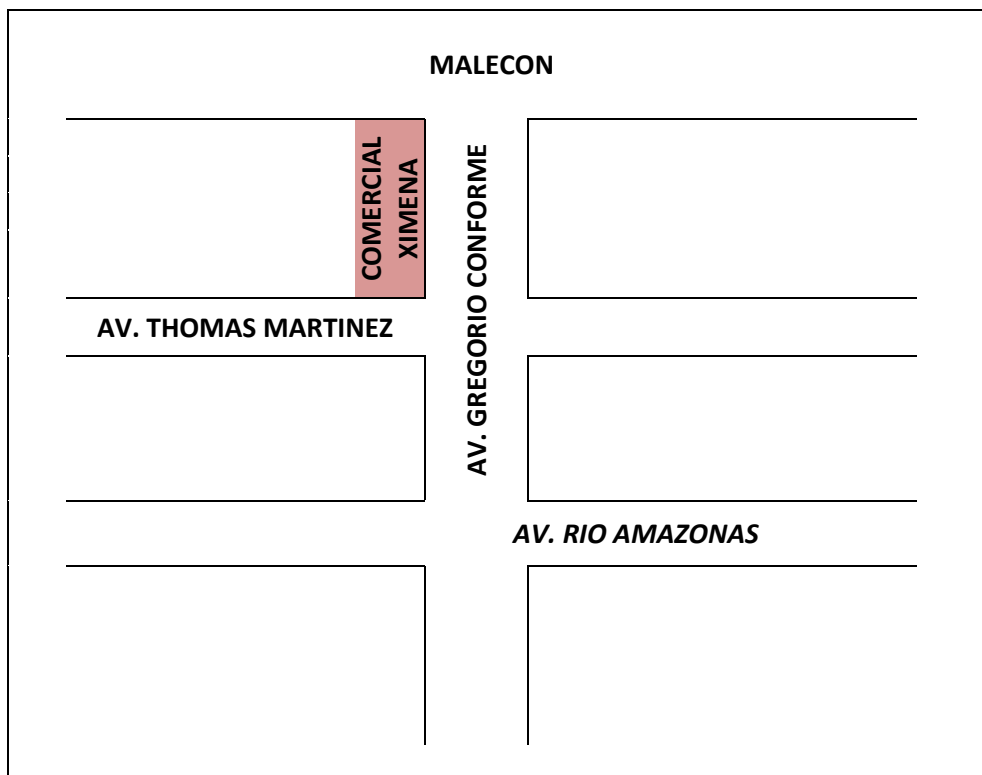 MALECON
COMERCIAL
XIMENA
AV. GREGORIO CONFORME
AV. THOMAS MARTINEZ
AV. RIO AMAZONAS